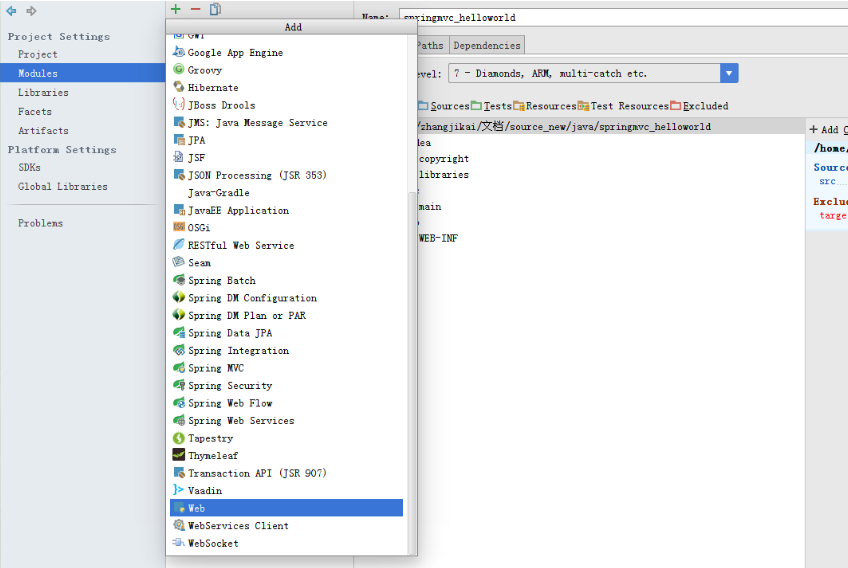 Project Settings
Project
Modules
Libraries
Facets
Artifacts
Platform Settings
SDKs
Global Libraries
Problems
Add
GWT
Google App Engine
Groovy
Hibernate
JBoss Drools
JMS: Java Message Service
JPA
JSF
JSON Processing (JSR 353)
Java-Gradle
JavaEE Application
OSGi
RESTful Web Service
Seam
Spring Batch
Spring DM Configuration
Spring DM Plan or PAR
Spring Data JPA
Spring Integration
Spring MVC
Spring Security
Spring Web Flow
Spring Web Services
Tapestry
Thymeleaf
Transaction API (JSR 907)
Vaadin
Web
WebServices Client
WebSocket
Name: springmvc_helloworld
Paths Dependencies
evel: 7 - Diamonds, ARM, multi-catch etc.
Sources Tests Resources Test Resources Excluded
/zhangjikai/文档/source_new/java/springmvc_helloworld
dea
copyright
libraries
main
WEB-INF
+ Add C
/home/
Source
src
Exclu
targe